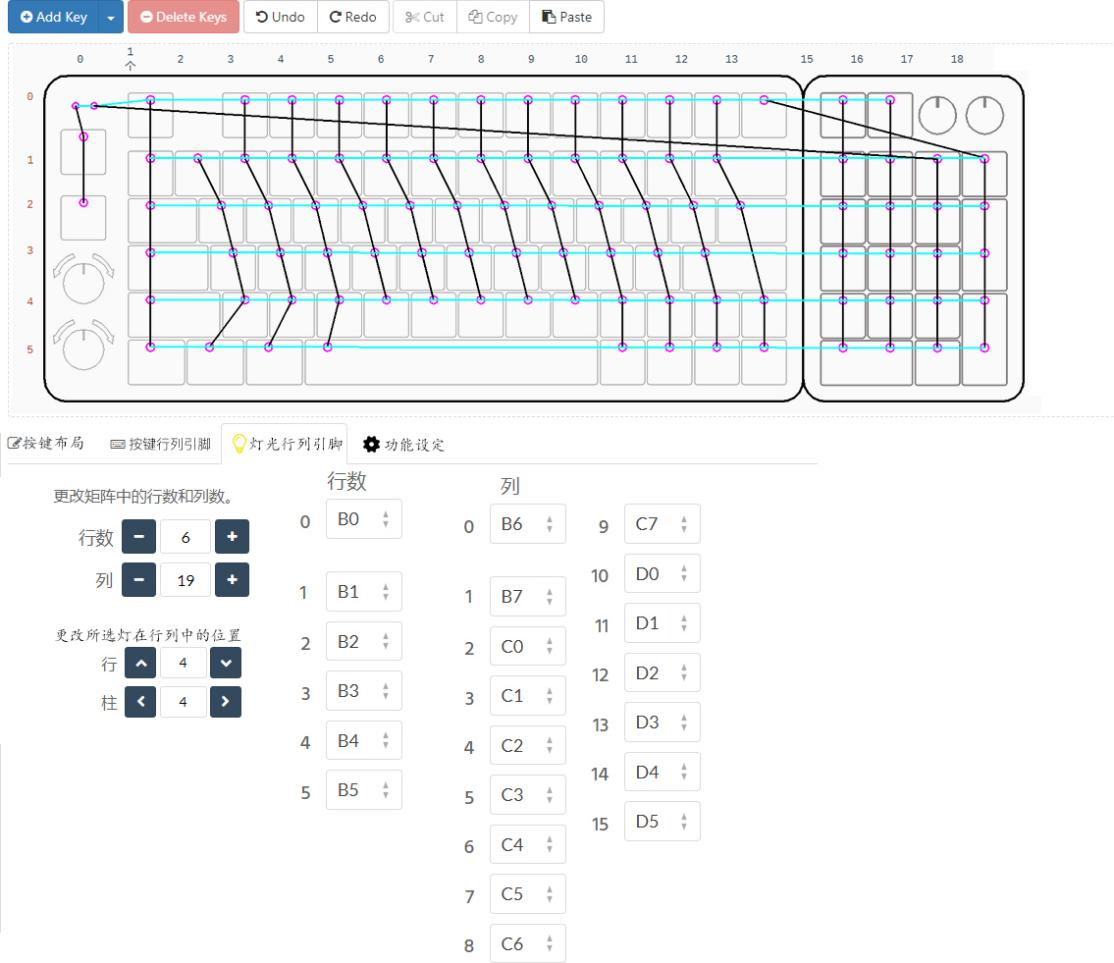 Add Key Delete Keys Undo Redo Cut Copy Paste
0 1 2 3 4 5 6 7 8 9 10 11 12 13 15 16 17 18
0
1
2
3
4
5
按键布局 按键行列引脚 灯光行列引脚 功能设定
更改矩阵中的行数和列数。
行数 6
列 19
更改所选灯在行列中的位置
行 4
柱 4
行数
0 B0
1 B1
2 B2
3 B3
4 B4
5 B5
列
0 B6
1 B7
2 C0
3 C1
4 C2
5 C3
6 C4
7 C5
8 C6
9 C7
10 D0
11 D1
12 D2
13 D3
14 D4
15 D5